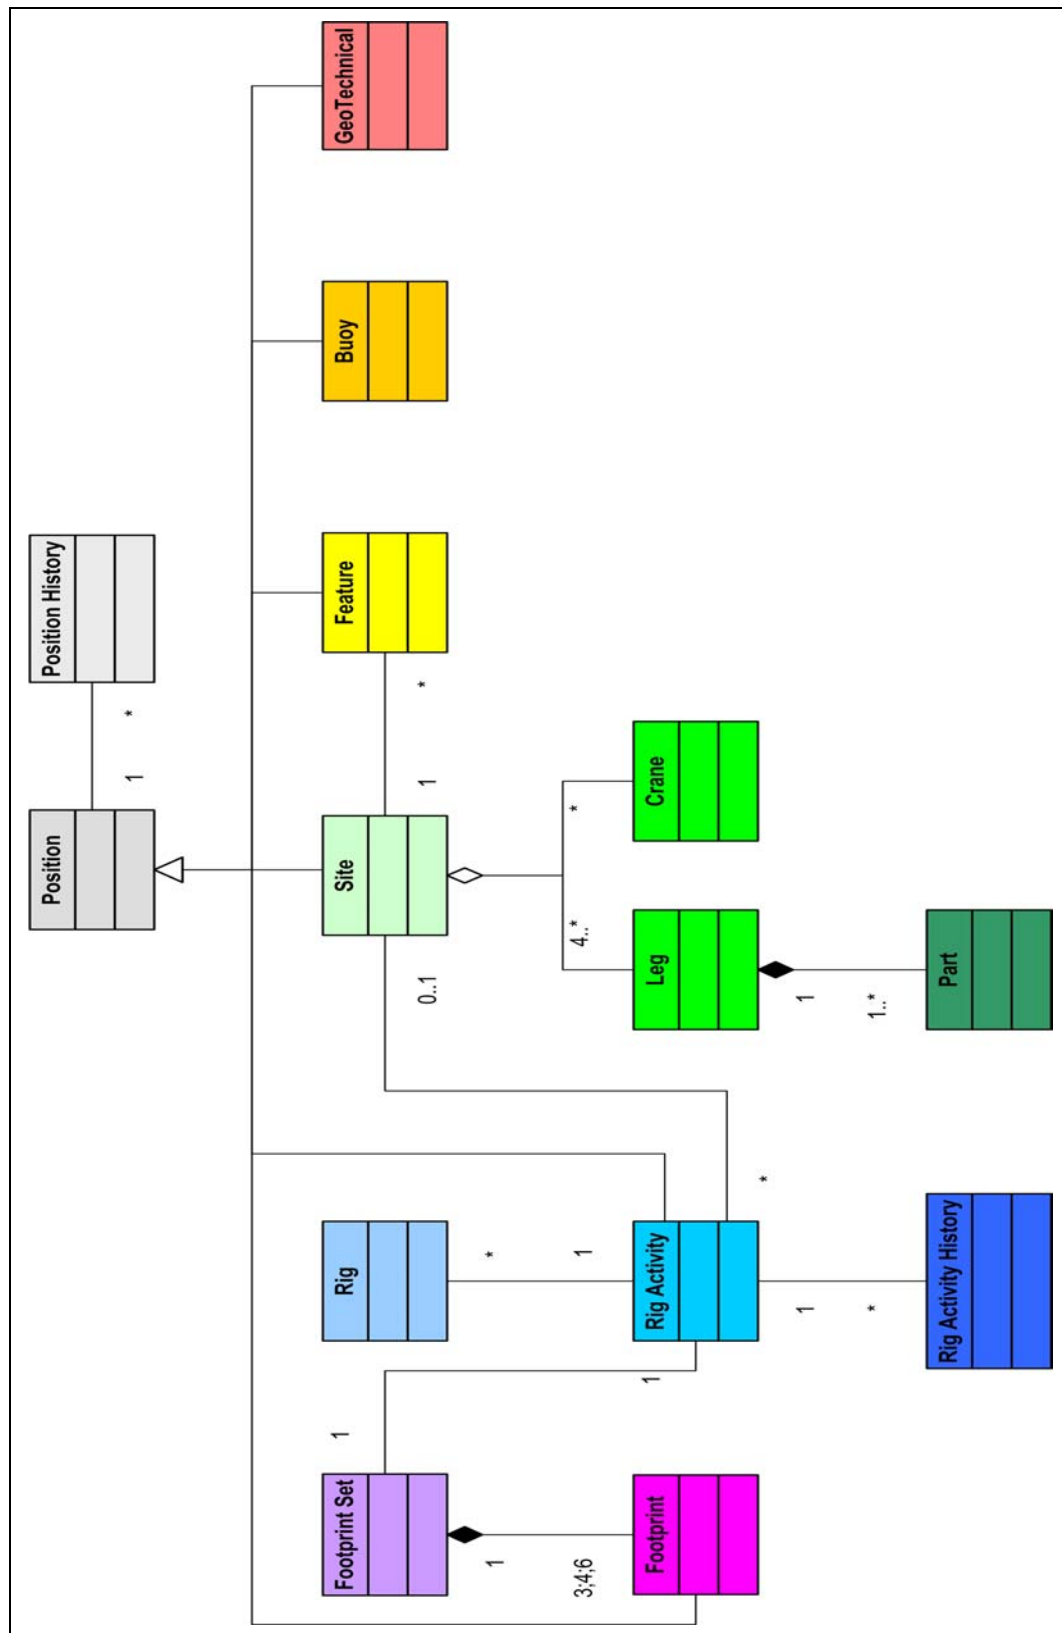 GeoTechnical
Buoy
Feature
Position History
Position
*
1
Site
*
1
0..1
Crane
*
Leg
4..*
Part
1
1..*
Rig
*
1
Rig Activity
*
1
1
*
Rig Activity History
Footprint Set
1
1
3;4;6
Footprint